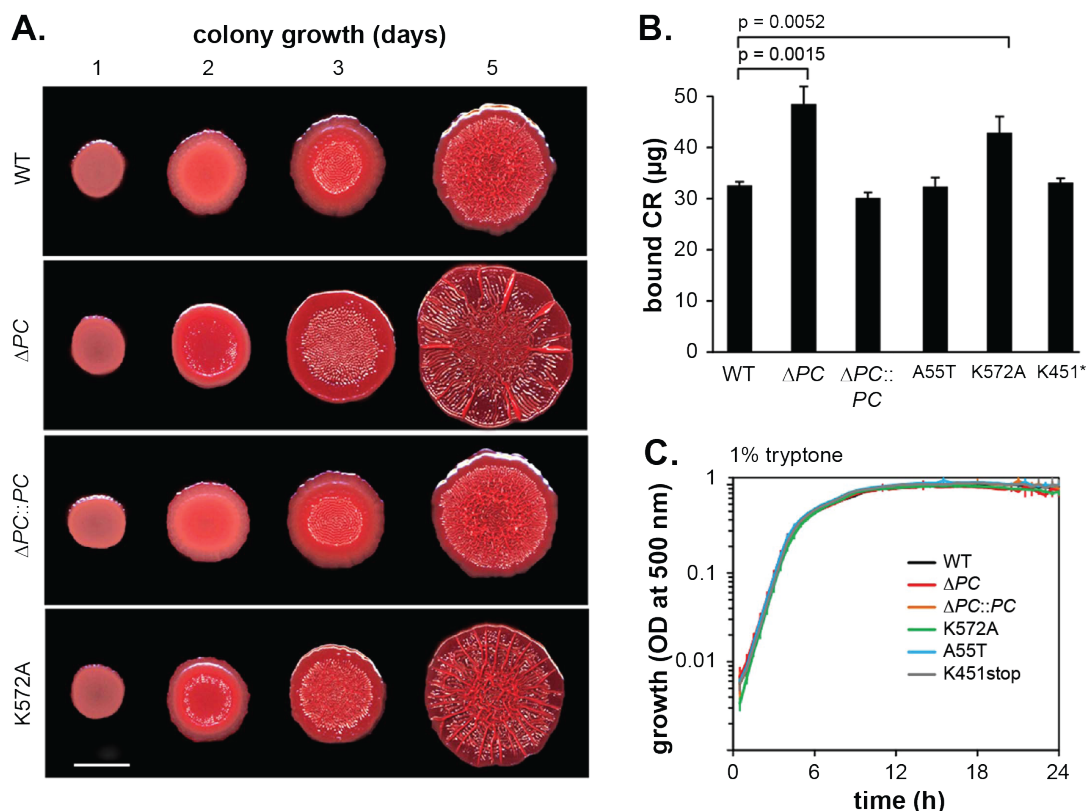 A.
colony growth (days)
1 2 3 5
WT
ΔPC
ΔPC::PC
K572A
B.
p = 0.0052
p = 0.0015
bound CR (µg)
50
40
30
20
10
0
WT ΔPC ΔPC:: A55T K572A K451*
PC
C.
1% tryptone
growth (OD at 500 nm)
1
0.1
0.01
WT
ΔPC
ΔPC::PC
K572A
A55T
K451stop
0 6 12 18 24
time (h)